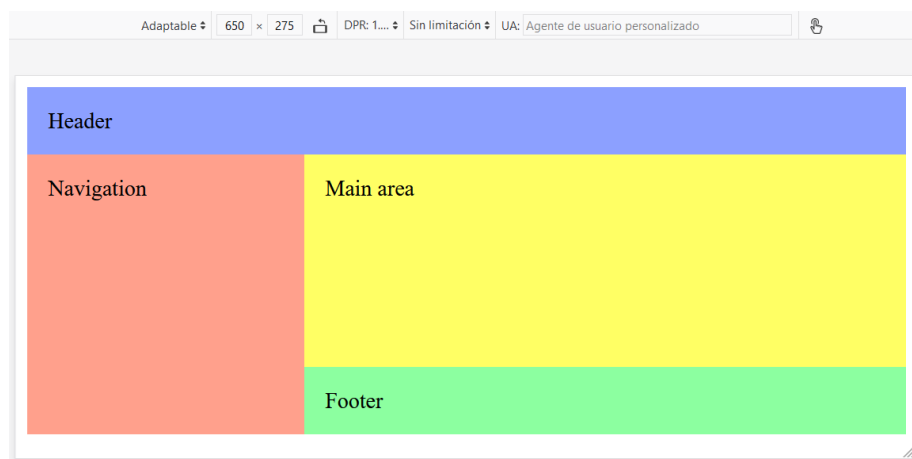 Adaptable 650 × 275 DPR: 1.... Sin limitación UA: Agente de usuario personalizado
Header
Navigation Main area
Footer